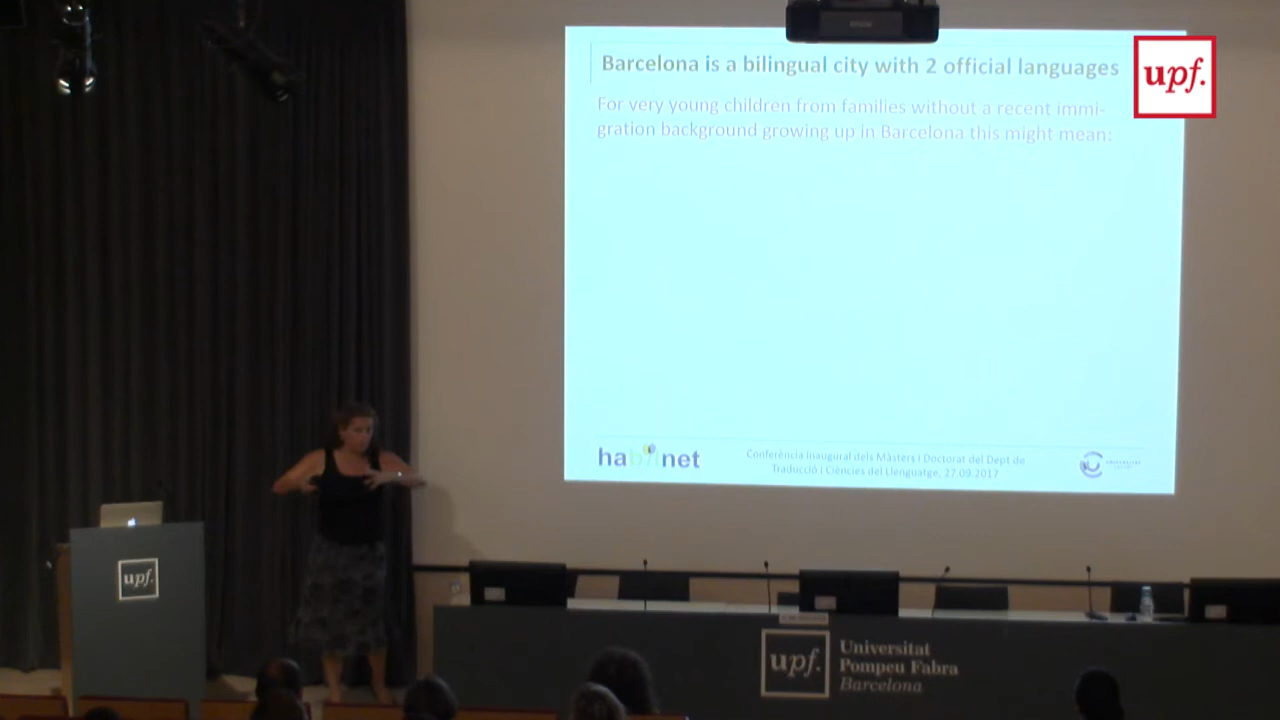 Barcelona is a bilingual city with 2 official languages
For very young children from families without a recent immi-
gration background growing up in Barcelona this might mean:
habilnet
Conferència inaugural dels Màsters i Doctorat del Dept de
Traducció i Ciències del Llenguatge, 27.09.2017
upf.
upf.
upf.
Universitat
Pompeu Fabra
Barcelona